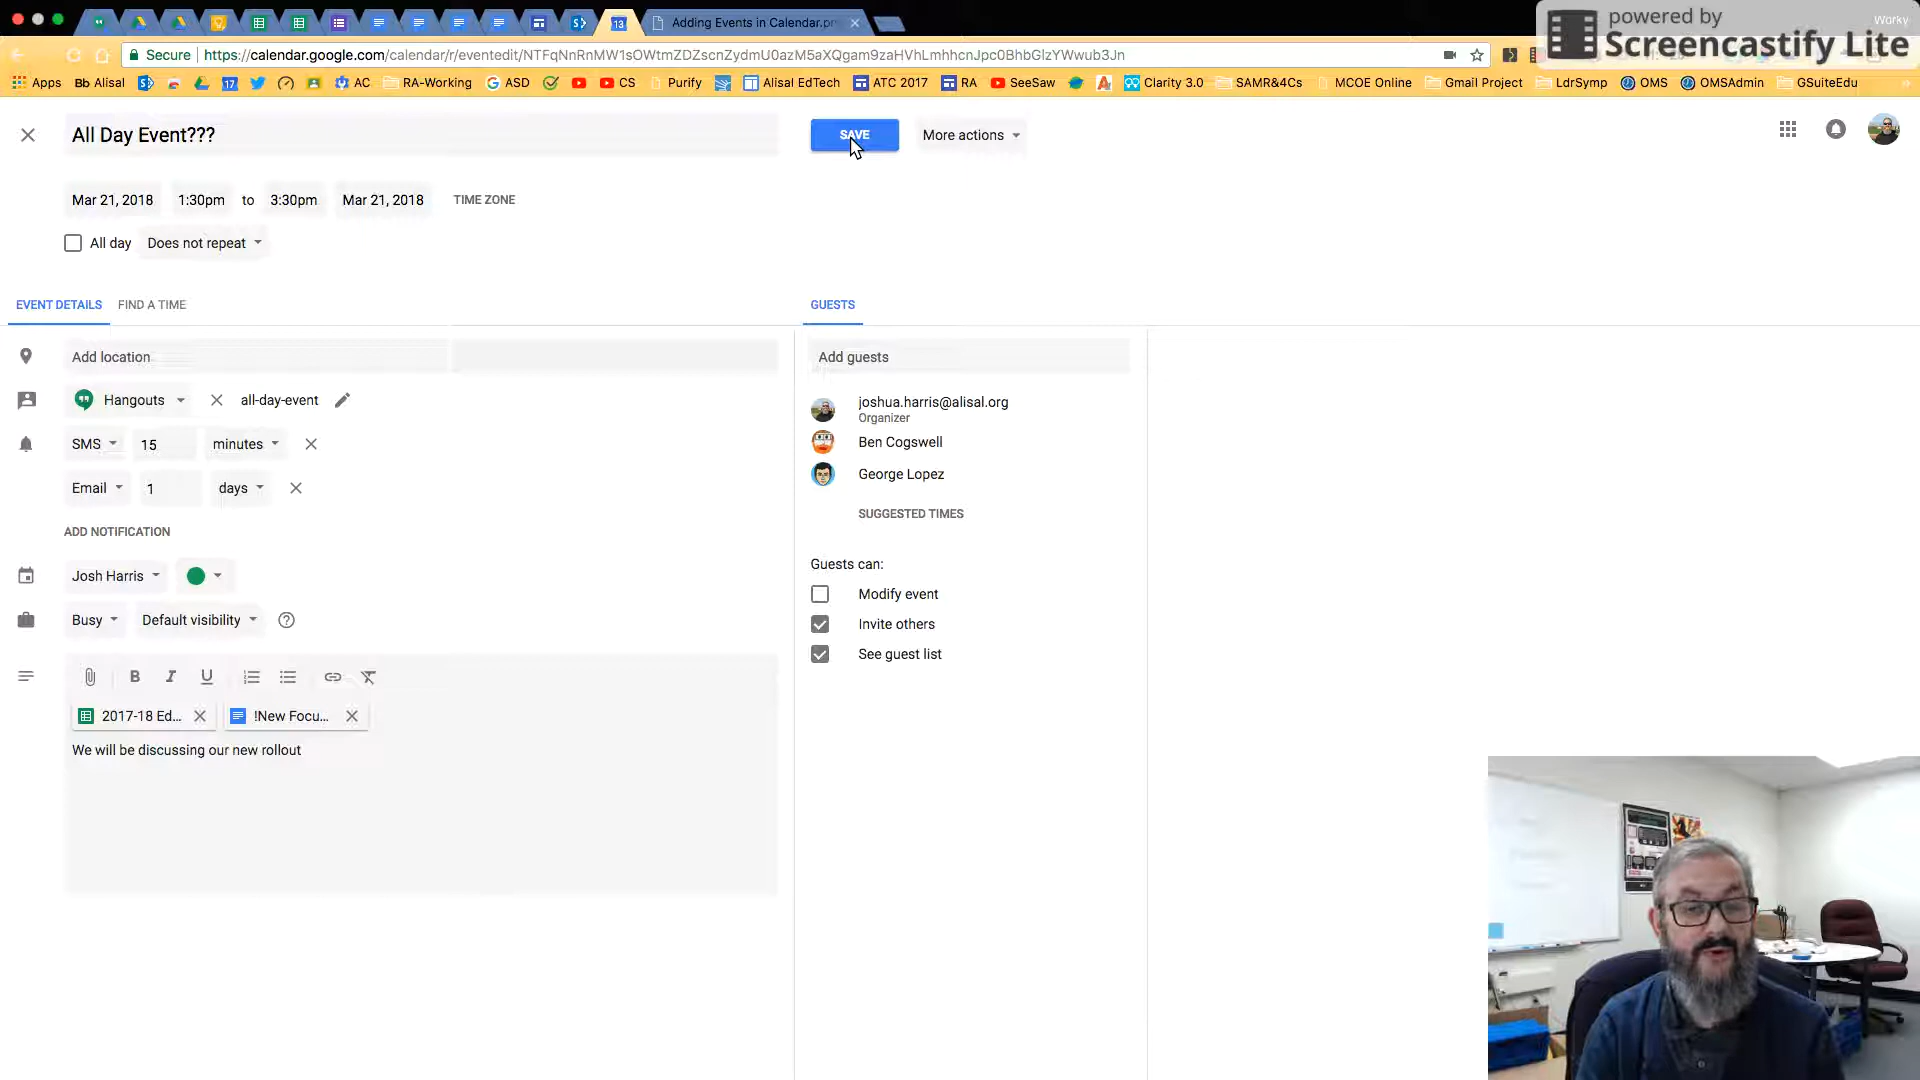 Adding Events in Calendar.pr
Worky
powered by
Screencastify Lite
Secure https://calendar.google.com/calendar/r/eventedit/NTFqNnRnMW1sOWtmZDZscnZydmU0azM5aXQgam9zaHVhLmhhcnJpc0BhbGlzYWwub3Jn
Apps Bb Alisal 17 AC RA-Working ASD CS Purify Alisal EdTech ATC 2017 RA SeeSaw Clarity 3.0 SAMR&4Cs MCOE Online Gmail Project LdrSymp OMS OMSAdmin GSuiteEdu
All Day Event???
SAVE
More actions
Mar 21, 2018 1:30pm to 3:30pm Mar 21, 2018 TIME ZONE
All day Does not repeat
EVENT DETAILS FIND A TIME
GUESTS
Add location
Hangouts all-day-event
SMS 15 minutes
Email 1 days
ADD NOTIFICATION
Josh Harris
Busy Default visibility
B I U
2017-18 Ed... !New Focu...
We will be discussing our new rollout
Add guests
joshua.harris@alisal.org
Organizer
Ben Cogswell
George Lopez
SUGGESTED TIMES
Guests can:
Modify event
Invite others
See guest list